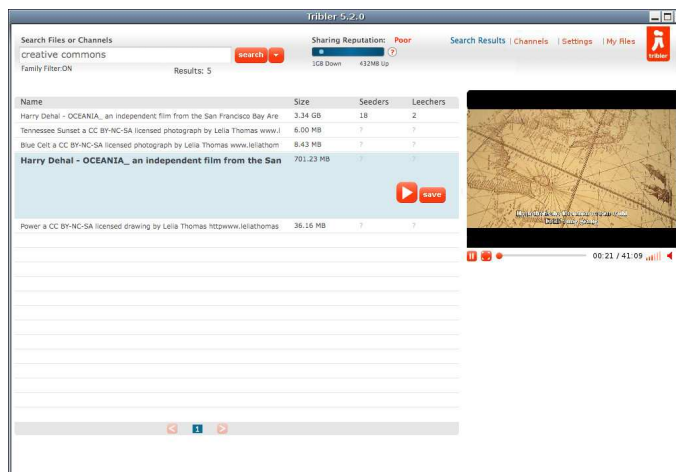 Tribler 5.2.0
Search Files or Channels
creative commons
search
Family Filter:ON
Results: 5
Sharing Reputation: Poor
?
1GB Down 432MB Up
Search Results | Channels | Settings | My Files
tribler
Name Size Seeders Leechers
Harry Dehal - OCEANIA_ an independent film from the San Francisco Bay Are 3.34 GB 18 2
Tennessee Sunset a CC BY-NC-SA licensed photograph by Lelia Thomas www.l 6.00 MB ? ?
Blue Celt a CC BY-NC-SA licensed photograph by Lelia Thomas www.leliathom 8.43 MB ? ?
Harry Dehal - OCEANIA_ an independent film from the San 701.23 MB ? ?
save
Power a CC BY-NC-SA licensed drawing by Lelia Thomas httpwww.leliathomas 36.16 MB ? ?
00:21 / 41:09
1